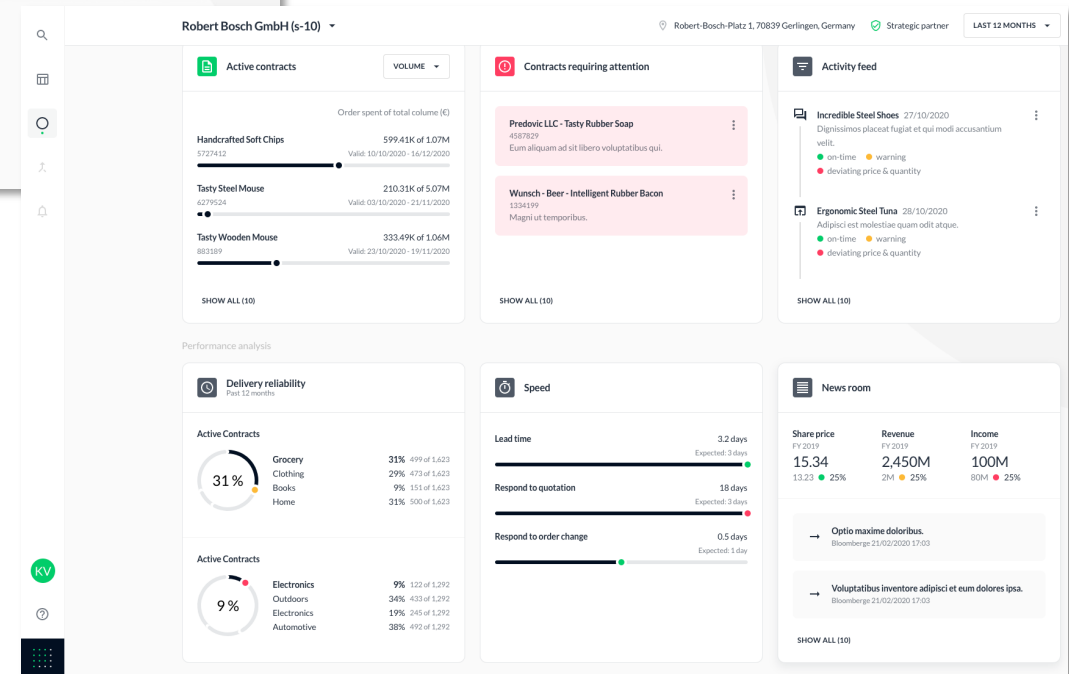 Robert Bosch GmbH (s-10)
Robert-Bosch-Platz 1, 70839 Gerlingen, Germany
Strategic partner
LAST 12 MONTHS
Active contracts
VOLUME
Order spent of total colume (€)
Handcrafted Soft Chips 599.41K of 1.07M
5727412 Valid: 10/10/2020 - 16/12/2020
Tasty Steel Mouse 210.31K of 5.07M
6279524 Valid: 03/10/2020 - 21/11/2020
Tasty Wooden Mouse 333.49K of 1.06M
883189 Valid: 23/10/2020 - 19/11/2020
SHOW ALL (10)
Contracts requiring attention
Predovic LLC - Tasty Rubber Soap
4587829
Eum aliquam ad sit libero voluptatibus qui.
Wunsch - Beer - Intelligent Rubber Bacon
1334199
Magni ut temporibus.
SHOW ALL (10)
Activity feed
Incredible Steel Shoes 27/10/2020
Dignissimos placeat fugiat et qui modi accusantium
velit.
on-time warning
deviating price & quantity
Ergonomic Steel Tuna 28/10/2020
Adipisci est molestiae quam odit atque.
on-time warning
deviating price & quantity
SHOW ALL (10)
Performance analysis
Delivery reliability
Past 12 months
Active Contracts
31 %
Grocery 31% 499 of 1,623
Clothing 29% 473 of 1,623
Books 9% 151 of 1,623
Home 31% 500 of 1,623
Active Contracts
9 %
Electronics 9% 122 of 1,292
Outdoors 34% 433 of 1,292
Electronics 19% 245 of 1,292
Automotive 38% 492 of 1,292
Speed
Lead time 3.2 days
Expected: 3 days
Respond to quotation 18 days
Expected: 3 days
Respond to order change 0.5 days
Expected: 1 day
News room
Share price Revenue Income
FY 2019 FY 2019 FY 2019
15.34 2,450M 100M
13.23 25% 2M 25% 80M 25%
Optio maxime doloribus.
Bloomberge 21/02/2020 17:03
Voluptatibus inventore adipisci et eum dolores ipsa.
Bloomberge 21/02/2020 17:03
SHOW ALL (10)
KV